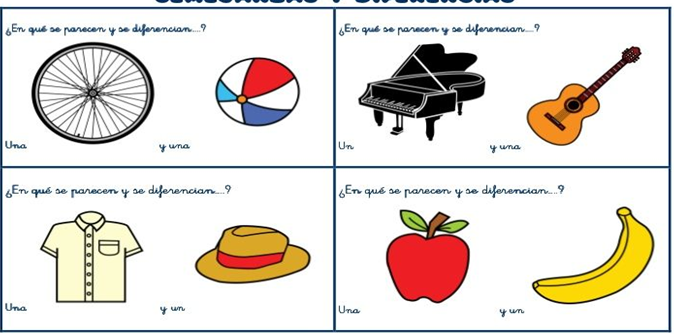 ¿En qué se parecen y se diferencian....?
Una y una
¿En qué se parecen y se diferencian....?
Un y una
¿En qué se parecen y se diferencian....?
Una y un
¿En qué se parecen y se diferencian....?
Una y un